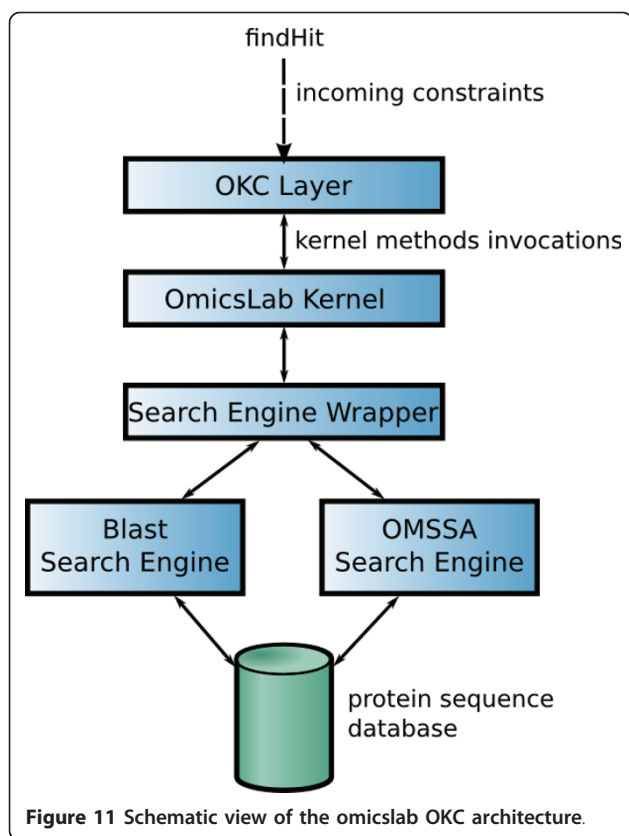 findHit
incoming constraints
OKC Layer
kernel methods invocations
OmicsLab Kernel
Search Engine Wrapper
Blast
Search Engine
OMSSA
Search Engine
protein sequence
database
Figure 11 Schematic view of the omicslab OKC architecture.